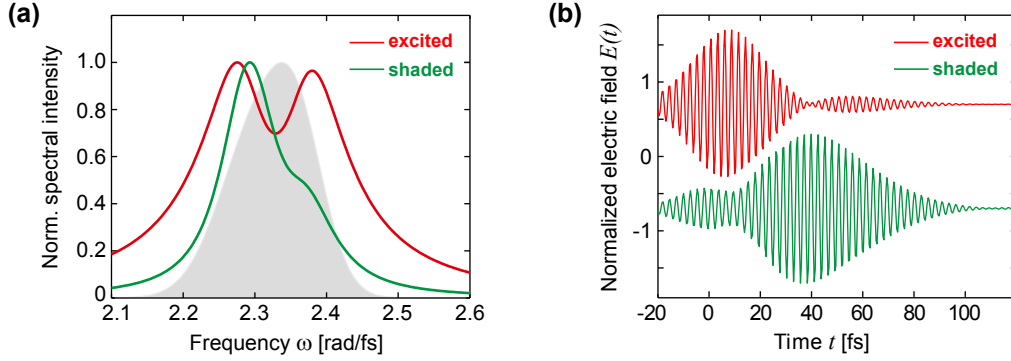 (a)
Norm. spectral intensity
1.0
0.8
0.6
0.4
0.2
0
excited
shaded
2.1 2.2 2.3 2.4 2.5 2.6
Frequency ω [rad/fs]
(b)
Normalized electric field E(t)
1
0
-1
excited
shaded
-20 0 20 40 60 80 100
Time t [fs]